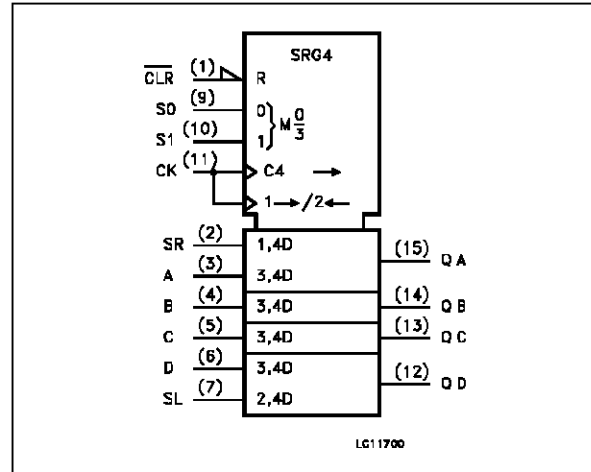 SRG4
CLR (1) R
S0 (9) 0
M 0/3
S1 (10) 1
CK (11) C4 →
1→/2←
SR (2) 1,4D
(15) QA
A (3) 3,4D
B (4) 3,4D (14) QB
C (5) 3,4D (13) QC
D (6) 3,4D
(12) QD
SL (7) 2,4D
LC11700